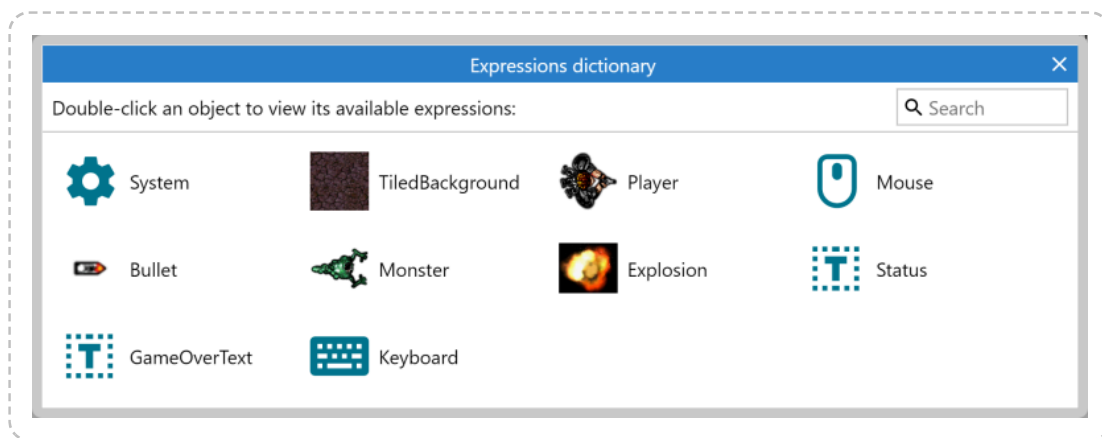 Expressions dictionary
Double-click an object to view its available expressions:
Search
System
TiledBackground
Player
Mouse
Bullet
Monster
Explosion
Status
GameOverText
Keyboard